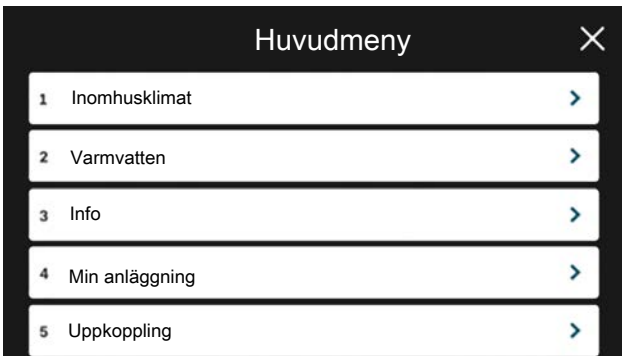 Huvudmeny
1 Inomhusklimat
2 Varmvatten
3 Info
4 Min anläggning
5 Uppkoppling